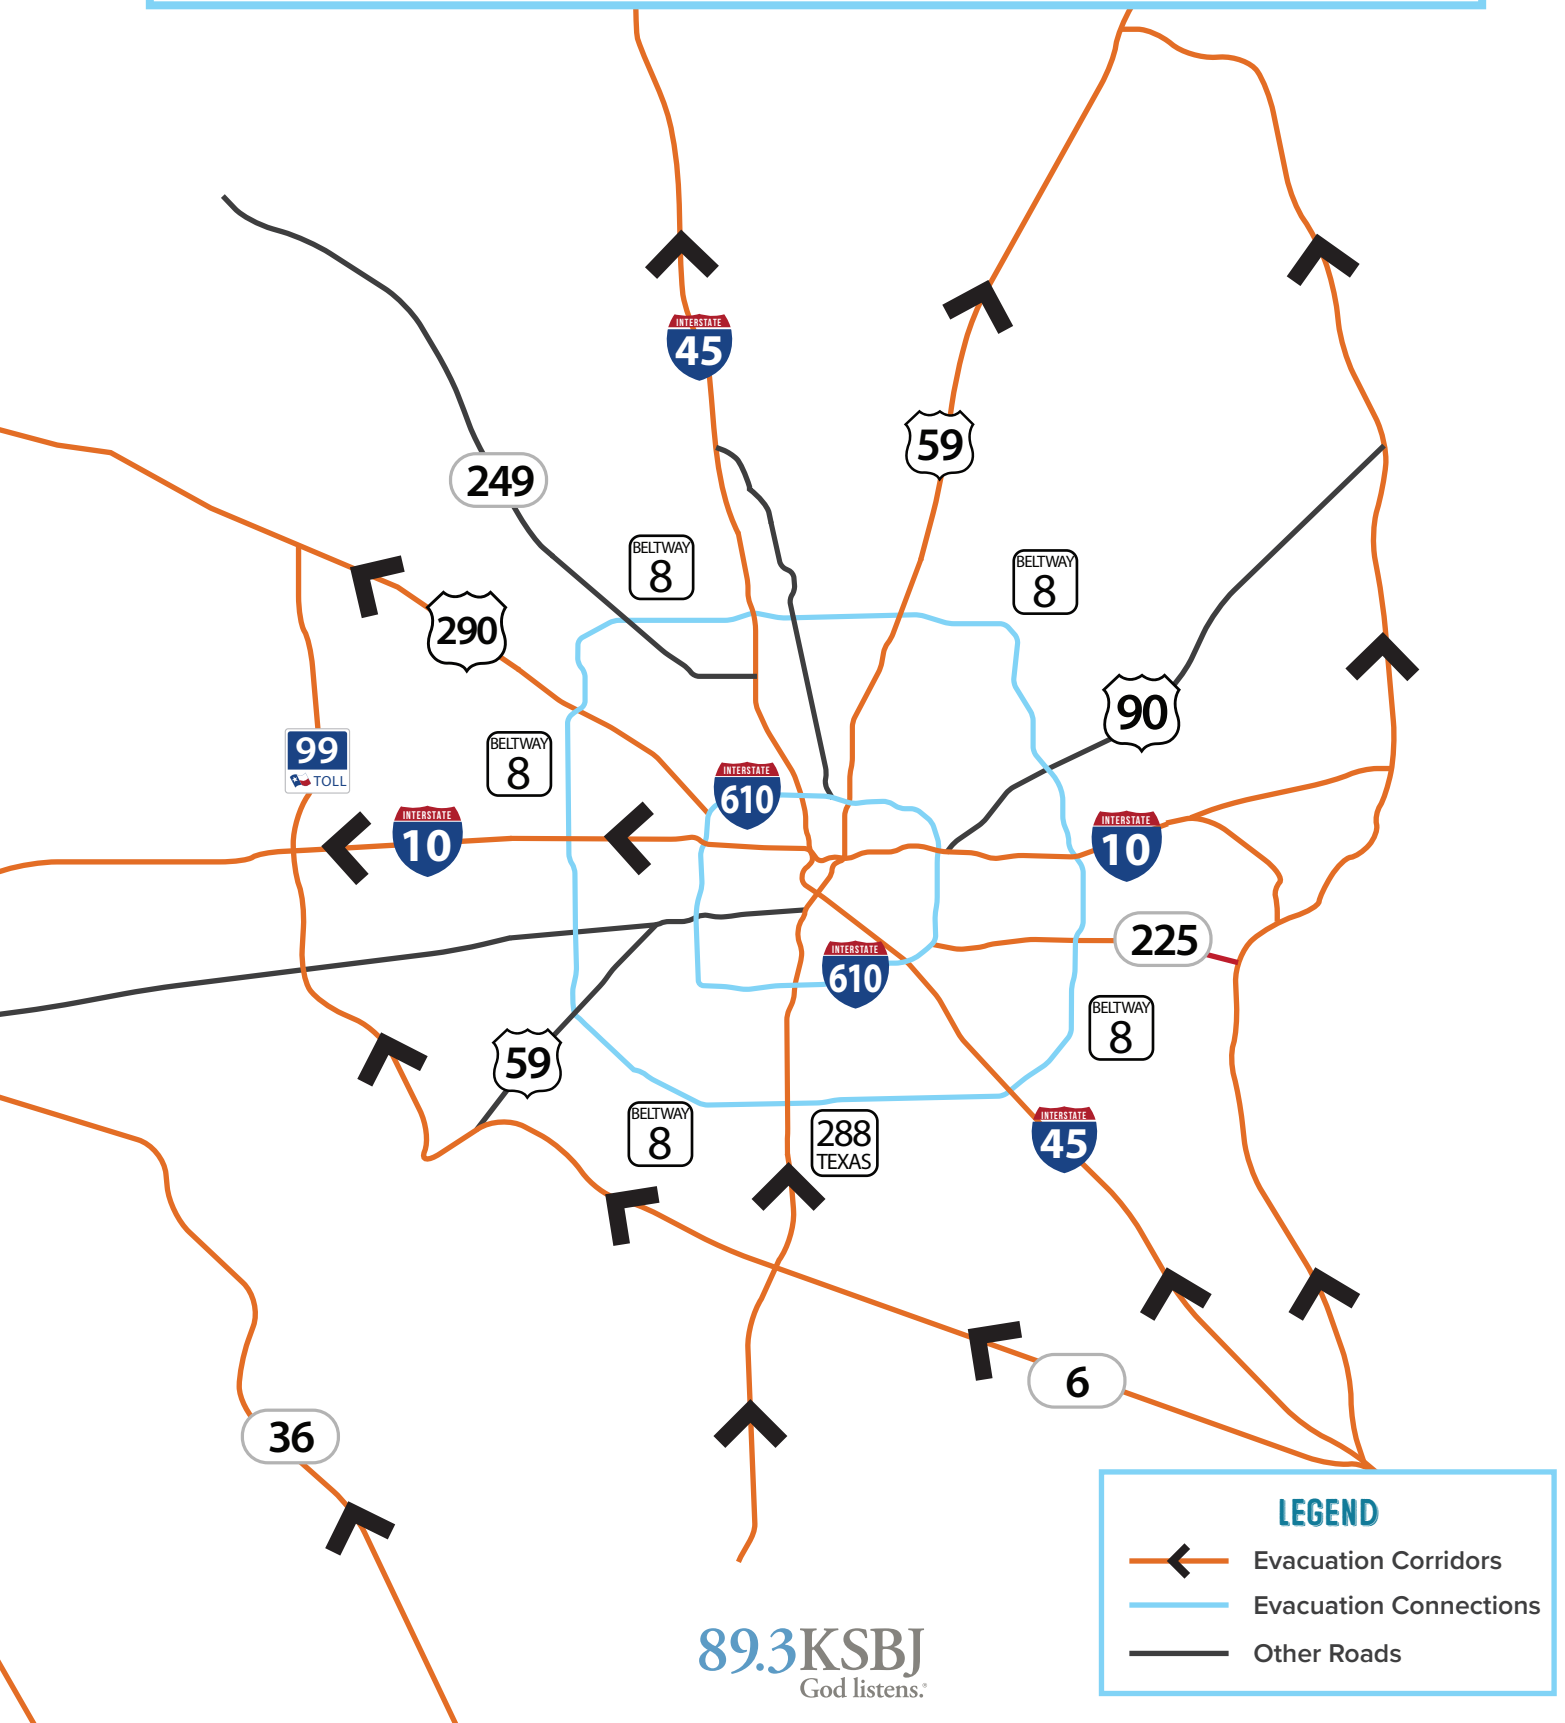 INTERSTATE
45
59
249
BELTWAY
8
BELTWAY
8
290
90
99
TOLL
BELTWAY
8
INTERSTATE
610
INTERSTATE
10
INTERSTATE
10
225
INTERSTATE
610
BELTWAY
8
59
BELTWAY
8
288
TEXAS
INTERSTATE
45
6
36
LEGEND
Evacuation Corridors
Evacuation Connections
Other Roads
89.3 KSBJ
God listens.®